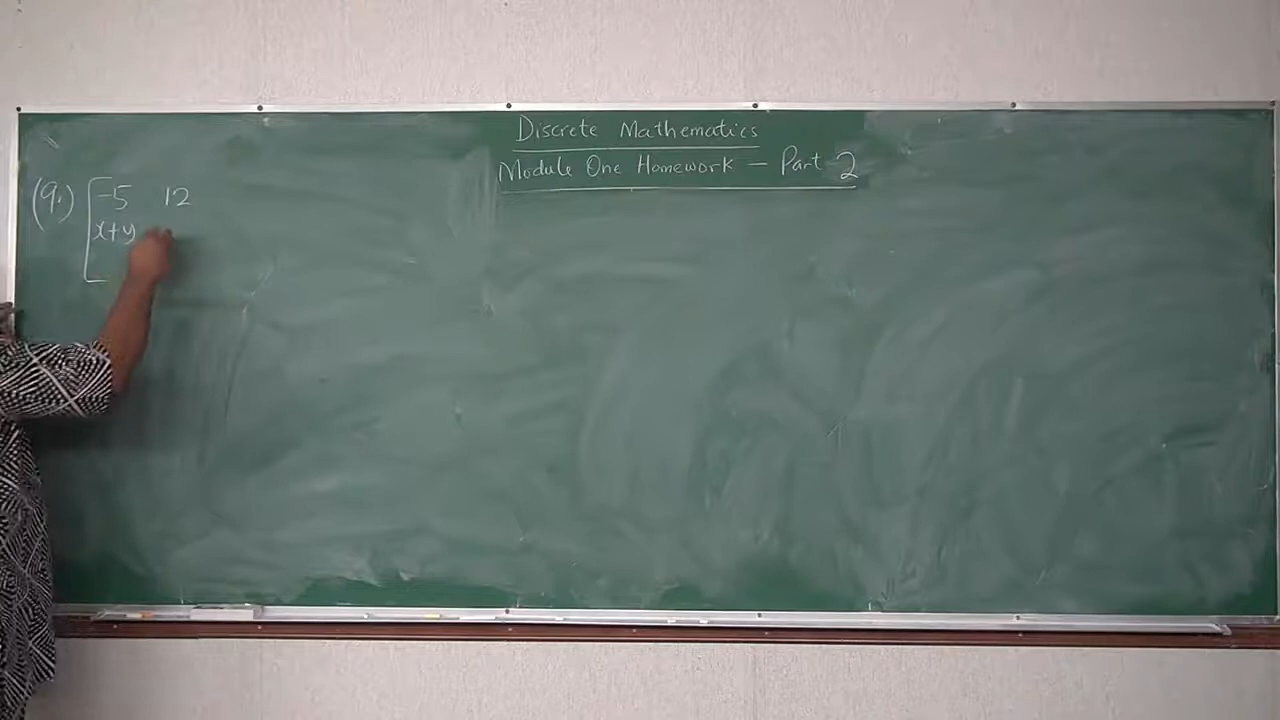 Discrete Mathematics
Module One Homework — Part 2
(9.) [-5 12
x+y